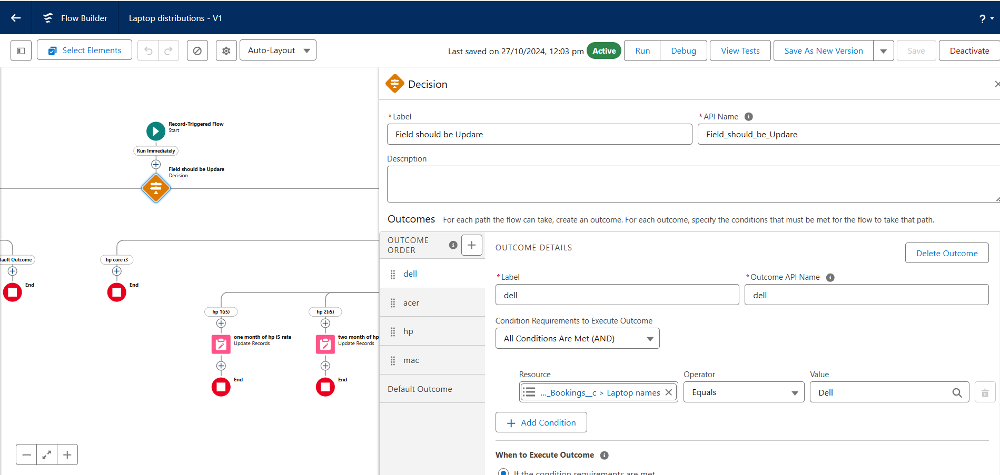 Flow Builder
Laptop distributions - V1
?
Select Elements
Auto-Layout
Last saved on 27/10/2024, 12:03 pm
Active
Run
Debug
View Tests
Save As New Version
Save
Deactivate
Record-Triggered Flow
Start
Run Immediately
Field should be Updare
Decision
fault Outcome
End
hp core i3
End
hp 1(i5)
one month of hp i5 rate
Update Records
End
hp 2(i5)
two month of hp
Update Records
End
Decision
* Label
Field should be Updare
* API Name
Field_should_be_Updare
Description
Outcomes
For each path the flow can take, create an outcome. For each outcome, specify the conditions that must be met for the flow to take that path.
OUTCOME
ORDER
dell
acer
hp
mac
Default Outcome
OUTCOME DETAILS
Delete Outcome
* Label
dell
* Outcome API Name
dell
Condition Requirements to Execute Outcome
All Conditions Are Met (AND)
Resource
..._Bookings__c > Laptop names
Operator
Equals
Value
Dell
Add Condition
When to Execute Outcome
If the condition requirements are met